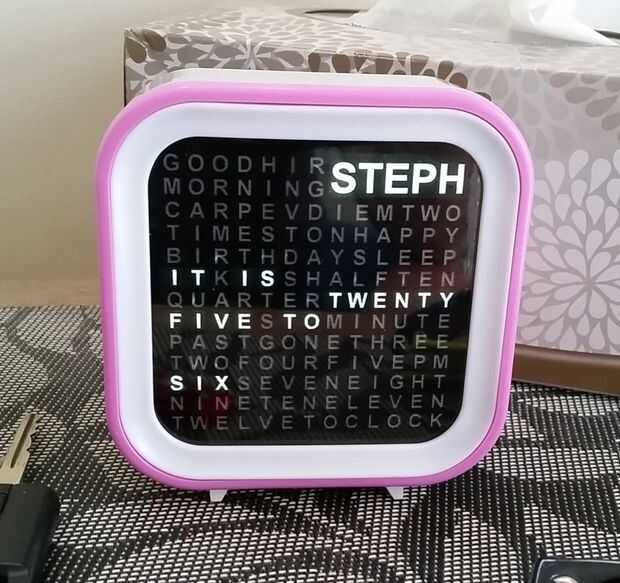 GOODHIR STEPH
MORNING
CARPEVDIEMTWO
TIMESTONHAPPY
BIRTHDAYSLEEP
ITKISSHALFTEN
QUARTERTWENTY
FIVESTOMINUTE
PASTGONETHREE
TWOFOURFIVEPM
SIXSEVENEIGHT
NINETENELEVEN
TWELVETOCLOCK